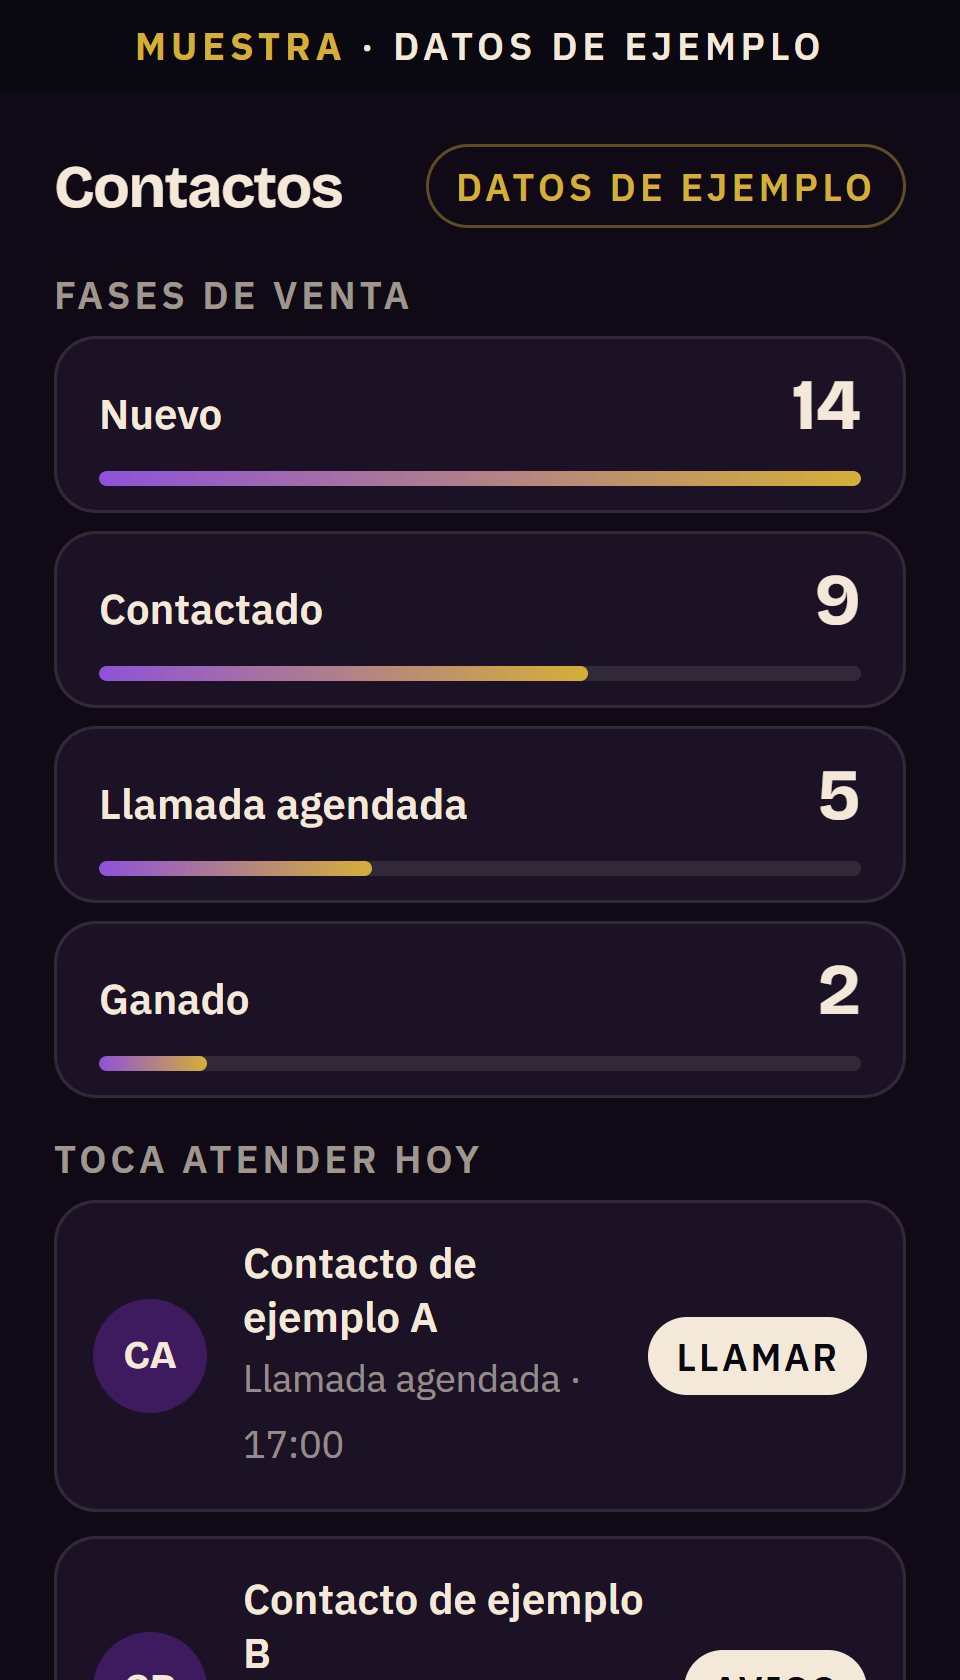 MUESTRA · DATOS DE EJEMPLO
Contactos
DATOS DE EJEMPLO
FASES DE VENTA
Nuevo
14
Contactado
9
Llamada agendada
5
Ganado
2
TOCA ATENDER HOY
CA
Contacto de
ejemplo A
Llamada agendada ·
17:00
LLAMAR
Contacto de ejemplo
B